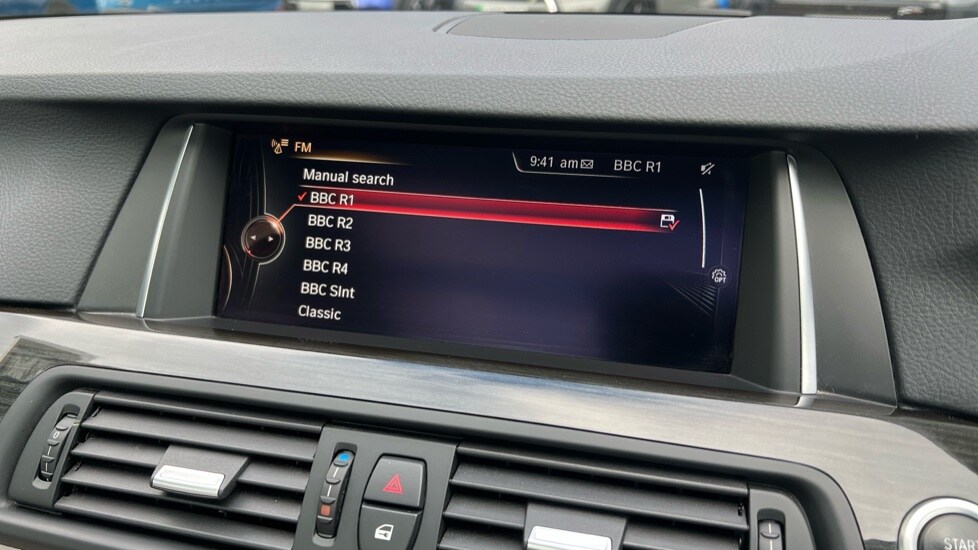 FM
9:41 am BBC R1
Manual search
BBC R1
BBC R2
BBC R3
BBC R4
BBC SInt
Classic
OPT